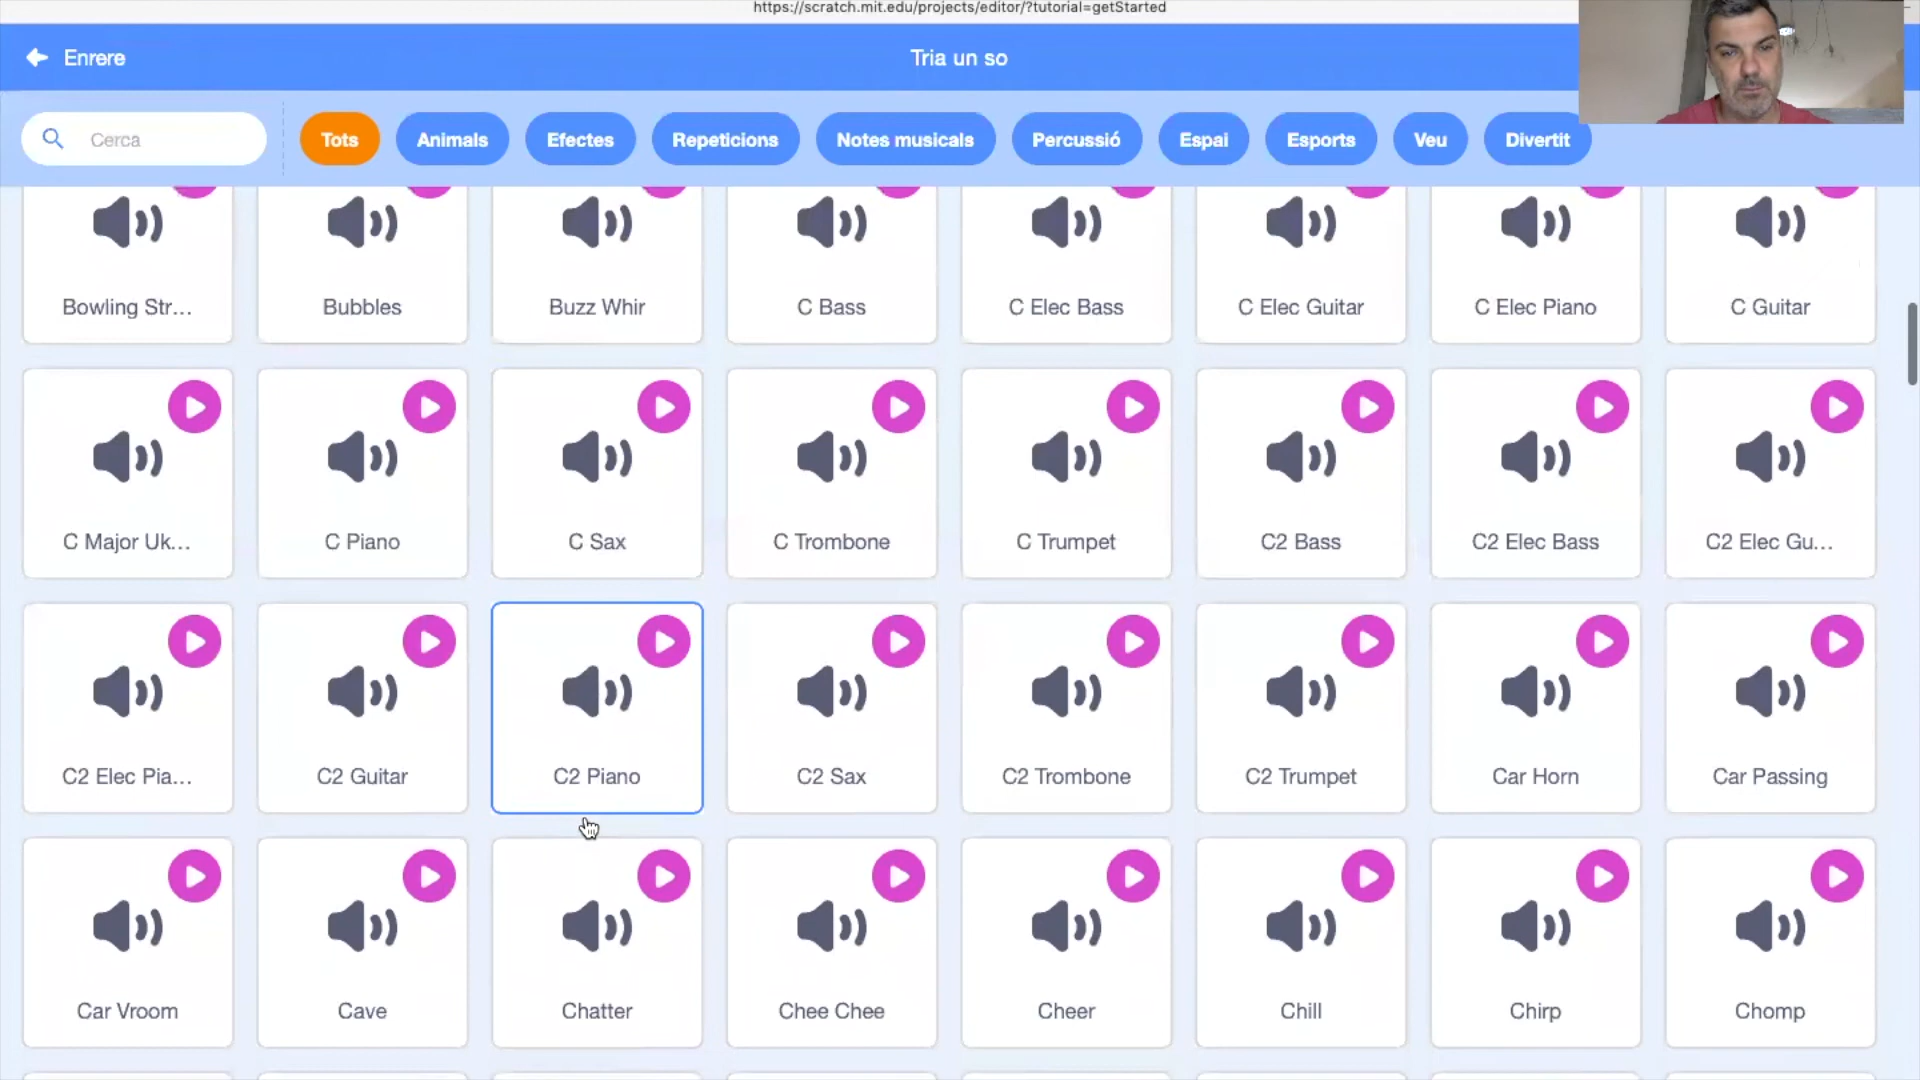 https://scratch.mit.edu/projects/editor/?tutorial=getStarted
Enrere
Tria un so
Cerca
Tots
Animals
Efectes
Repeticions
Notes musicals
Percussió
Espai
Esports
Veu
Divertit
Bowling Str...
Bubbles
Buzz Whir
C Bass
C Elec Bass
C Elec Guitar
C Elec Piano
C Guitar
C Major Uk...
C Piano
C Sax
C Trombone
C Trumpet
C2 Bass
C2 Elec Bass
C2 Elec Gu...
C2 Elec Pia...
C2 Guitar
C2 Piano
C2 Sax
C2 Trombone
C2 Trumpet
Car Horn
Car Passing
Car Vroom
Cave
Chatter
Chee Chee
Cheer
Chill
Chirp
Chomp